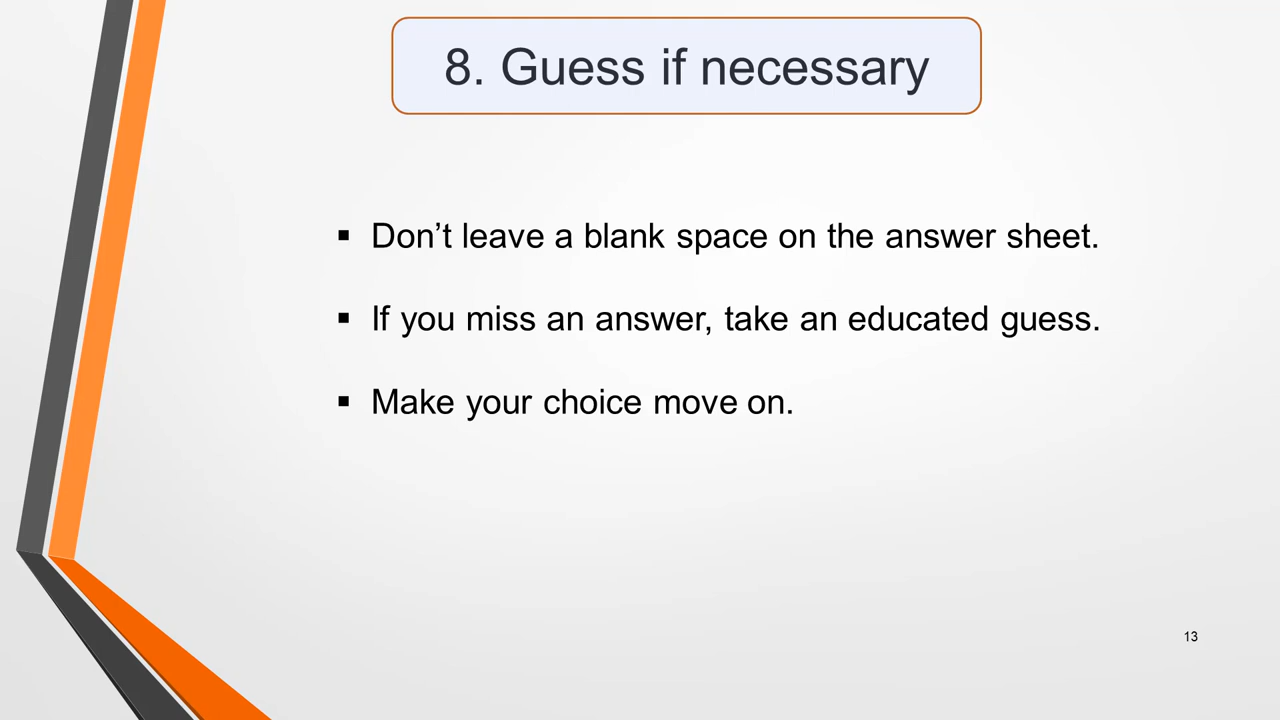 8. Guess if necessary
▪ Don’t leave a blank space on the answer sheet.
▪ If you miss an answer, take an educated guess.
▪ Make your choice move on.
13